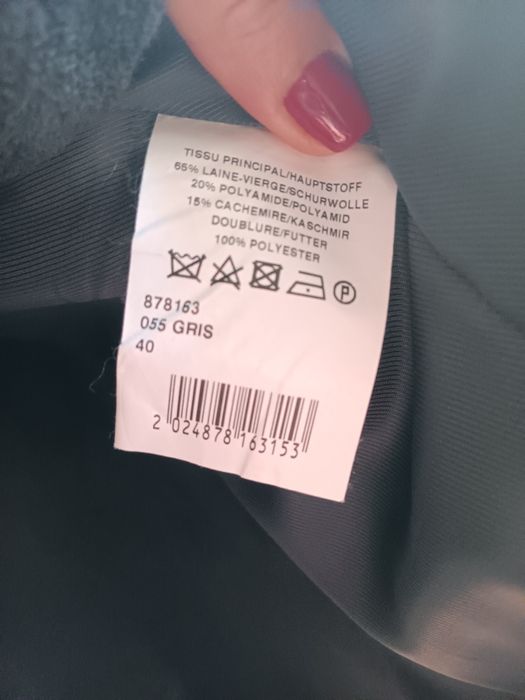 TISSU PRINCIPAL/HAUPTSTOFF
65% LAINE-VIERGE/SCHURWOLLE
20% POLYAMIDE/POLYAMID
15% CACHEMIRE/KASCHMIR
DOUBLURE/FUTTER
100% POLYESTER
P
878163
055 GRIS
40
2 024878 163153